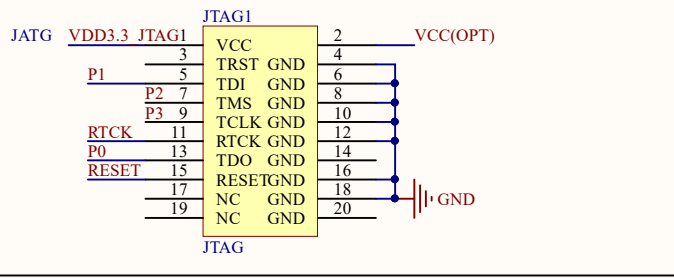 JTAG1
JATG VDD3.3 JTAG1 VCC 2 VCC(OPT)
3 TRST GND 4
P1 5 TDI GND 6
P2 7 TMS GND 8
P3 9 TCLK GND 10
RTCK 11 RTCK GND 12
P0 13 TDO GND 14
RESET 15 RESET GND 16
17 NC GND 18 GND
19 NC GND 20
JTAG